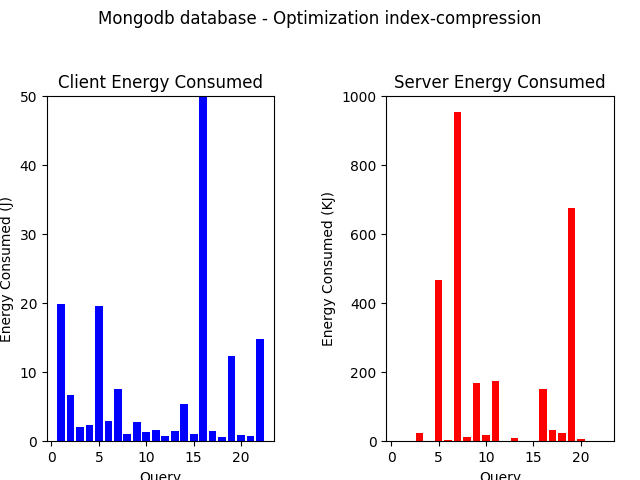 Mongodb database - Optimization index-compression
Client Energy Consumed
Energy Consumed (J)
50
40
30
20
10
0
0 5 10 15 20
Query
Server Energy Consumed
Energy Consumed (KJ)
1000
800
600
400
200
0
0 5 10 15 20
Query